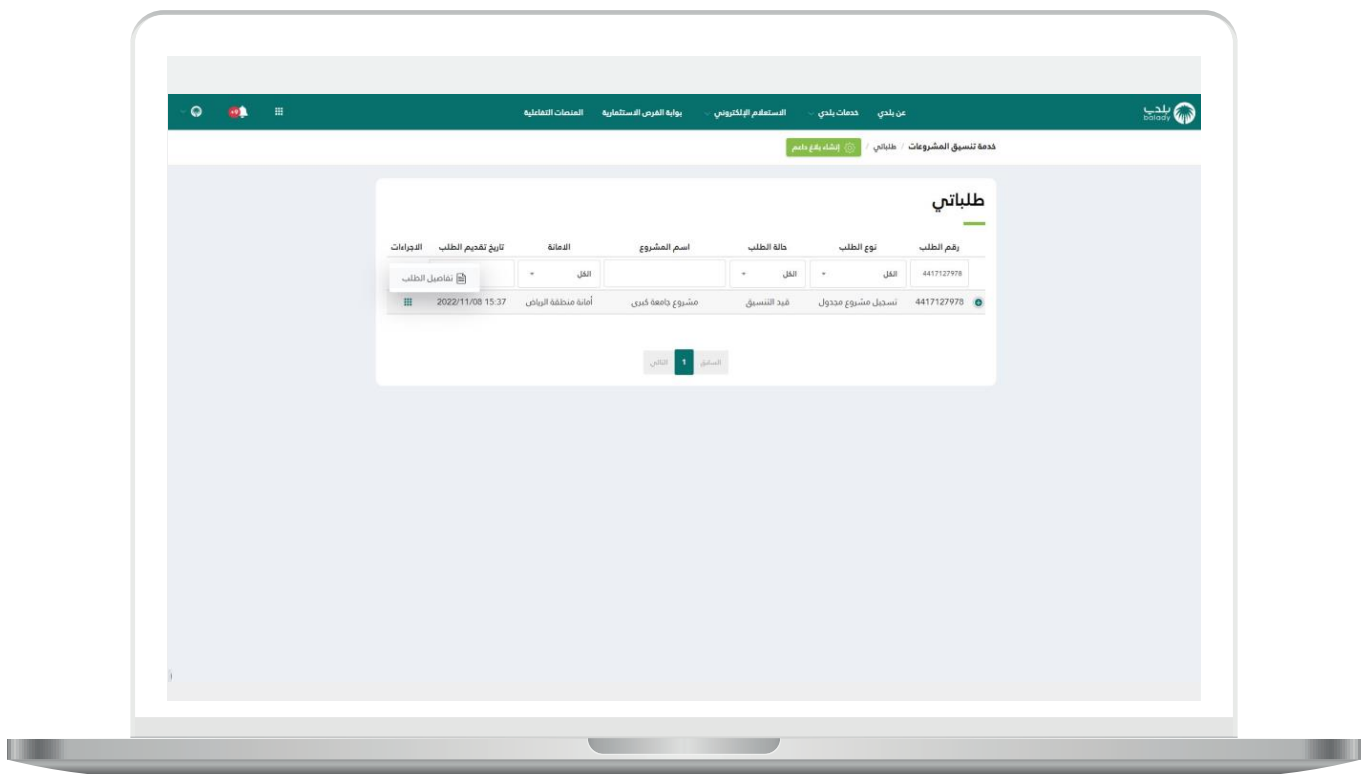 بلدي
balady
عن بلدي خدمات بلدي الاستعلام الإلكتروني بوابة الفرص الاستثمارية المنصات التفاعلية
خدمة تنسيق المشروعات / طلباتي / إنشاء بلاغ داعم
طلباتي
رقم الطلب نوع الطلب حالة الطلب اسم المشروع الامانة تاريخ تقديم الطلب الاجراءات
4417127978 الكل الكل الكل
تفاصيل الطلب
4417127978 تسجيل مشروع مجدول قيد التنسيق مشروع جامعة كبرى أمانة منطقة الرياض 2022/11/08 15:37
السابق 1 التالي